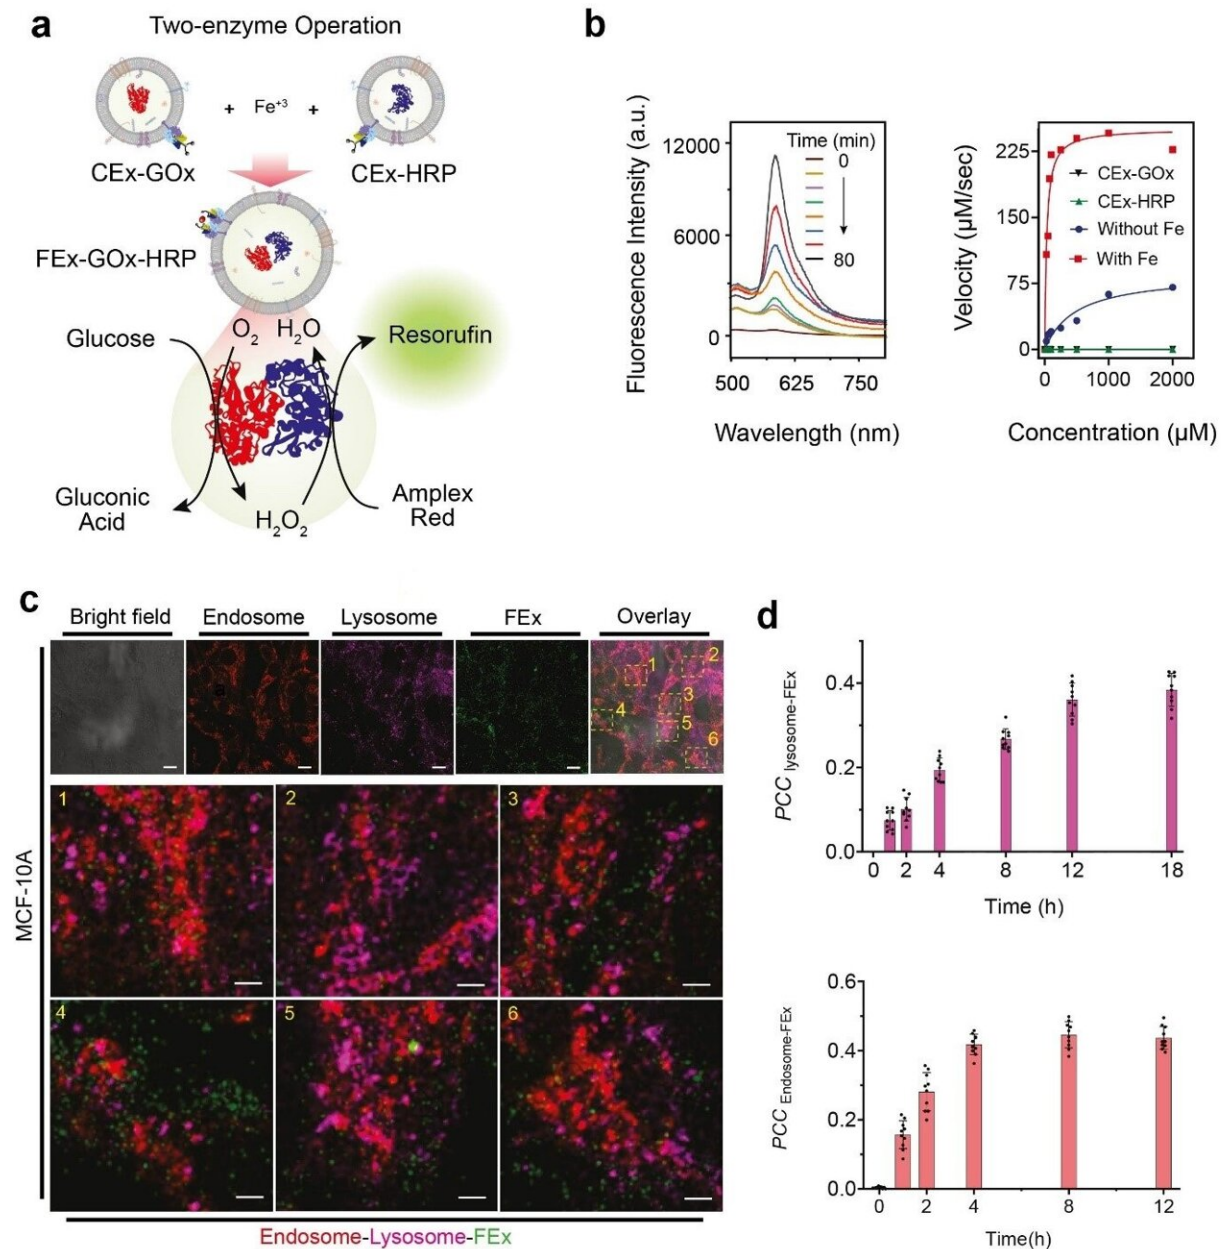 a
Two-enzyme Operation
+ Fe+3 +
CEx-GOx
CEx-HRP
FEx-GOx-HRP
O2 H2O
Glucose
Resorufin
Gluconic
Acid
H2O2
Amplex
Red
b
Fluorescence Intensity (a.u.)
12000
6000
0
Time (min)
0
80
500 625 750
Wavelength (nm)
Velocity (µM/sec)
225
150
75
0
CEx-GOx
CEx-HRP
Without Fe
With Fe
0 1000 2000
Concentration (µM)
c
Bright field Endosome Lysosome FEx Overlay
a
1
2
3
4
5
6
MCF-10A
1 2 3
4 5 6
Endosome-Lysosome-FEx
d
PCC lysosome-FEx
0.4
0.2
0.0
0 2 4 8 12 18
Time (h)
PCC Endosome-FEx
0.6
0.4
0.2
0.0
0 2 4 8 12
Time(h)